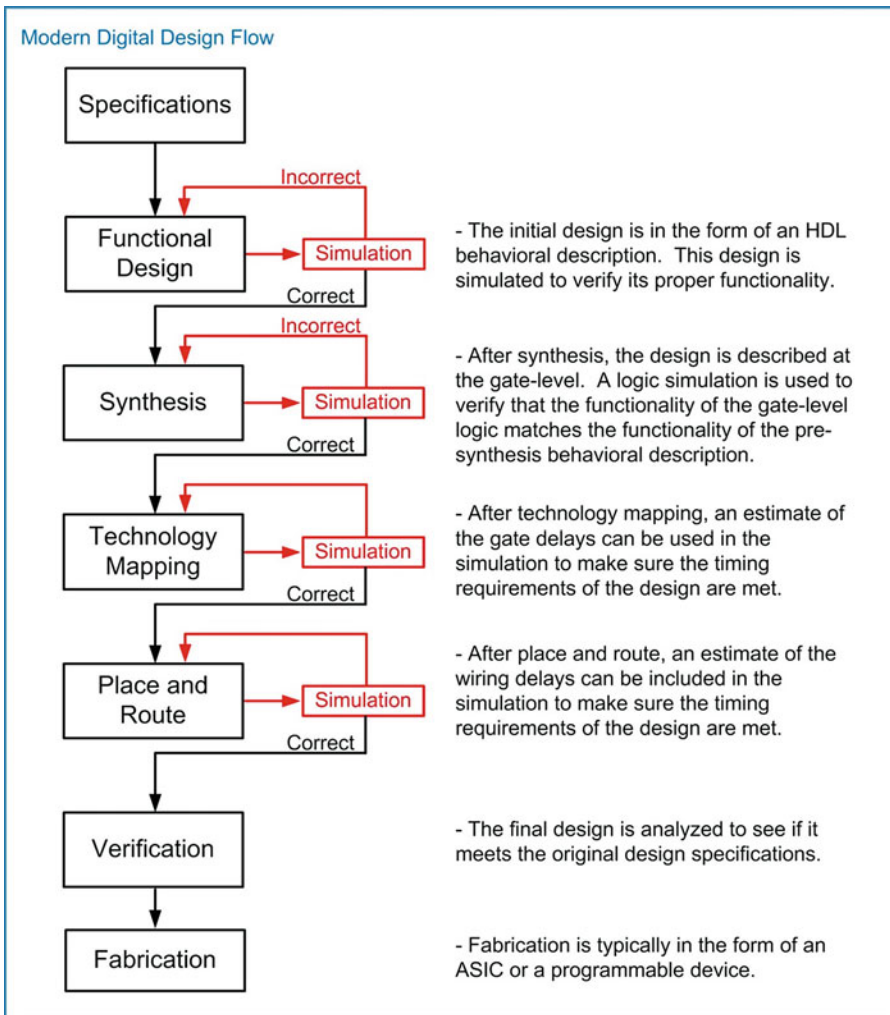 Modern Digital Design Flow
Specifications
Incorrect
Functional
Design
Simulation
Correct
- The initial design is in the form of an HDL
behavioral description.  This design is
simulated to verify its proper functionality.
Incorrect
Synthesis
Simulation
Correct
- After synthesis, the design is described at
the gate-level.  A logic simulation is used to
verify that the functionality of the gate-level
logic matches the functionality of the pre-
synthesis behavioral description.
Technology
Mapping
Simulation
Correct
- After technology mapping, an estimate of
the gate delays can be used in the
simulation to make sure the timing
requirements of the design are met.
Place and
Route
Simulation
Correct
- After place and route, an estimate of the
wiring delays can be included in the
simulation to make sure the timing
requirements of the design are met.
Verification
- The final design is analyzed to see if it
meets the original design specifications.
Fabrication
- Fabrication is typically in the form of an
ASIC or a programmable device.